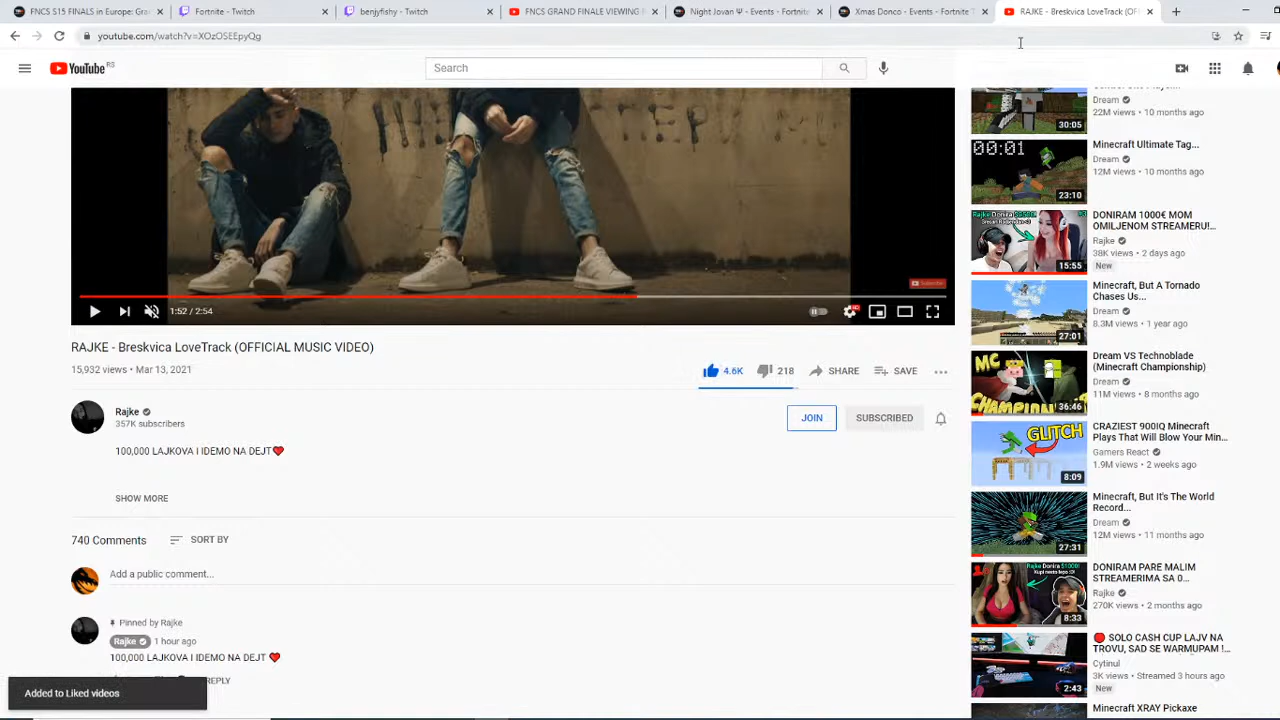 FNCS S15 FINALS in Europe: Gra
Fortnite - Twitch
benjyfishy - Twitch
FNCS GRAND FINALE VIEWING
Night Cup Ψ - Events - Fortnite
Xmas Dorco - Events - Fortnite T
RAJKE - Breskvica LoveTrack (OF
youtube.com/watch?v=XOzOSEEpyQg
YouTube RS
Search
1:52 / 2:54
Subscribe
RAJKE - Breskvica LoveTrack (OFFICIAL MUSIC
15,932 views • Mar 13, 2021
4.6K
218
SHARE
SAVE
Rajke
357K subscribers
JOIN
SUBSCRIBED
100,000 LAJKOVA I IDEMO NA DEJT❤️
SHOW MORE
740 Comments
SORT BY
Add a public comment...
Pinned by Rajke
Rajke 1 hour ago
100,000 LAJKOVA I IDEMO NA DEJT ❤️
REPLY
Added to Liked videos
30:05
Dream
22M views • 10 months ago
00:01
23:10
Minecraft Ultimate Tag...
Dream
12M views • 10 months ago
15:55
DONIRAM 1000€ MOM
OMILJENOM STREAMERU!...
Rajke
38K views • 2 days ago
New
27:01
Minecraft, But A Tornado
Chases Us...
Dream
8.3M views • 1 year ago
MC
CHAMPION
36:46
Dream VS Technoblade
(Minecraft Championship)
Dream
11M views • 8 months ago
GLITCH
8:09
CRAZIEST 900IQ Minecraft
Plays That Will Blow Your Min...
Gamers React
1.9M views • 2 weeks ago
27:31
Minecraft, But It's The World
Record...
Dream
12M views • 11 months ago
Rajke Donira $1000!
Kupi nesto lepo :O!
8:33
DONIRAM PARE MALIM
STREAMERIMA SA 0...
Rajke
270K views • 2 months ago
2:43
🔴 SOLO CASH CUP LAJV NA
TROVU, SAD SE WARMUPAM !...
Cytinul
3K views • Streamed 3 hours ago
New
Minecraft XRAY Pickaxe